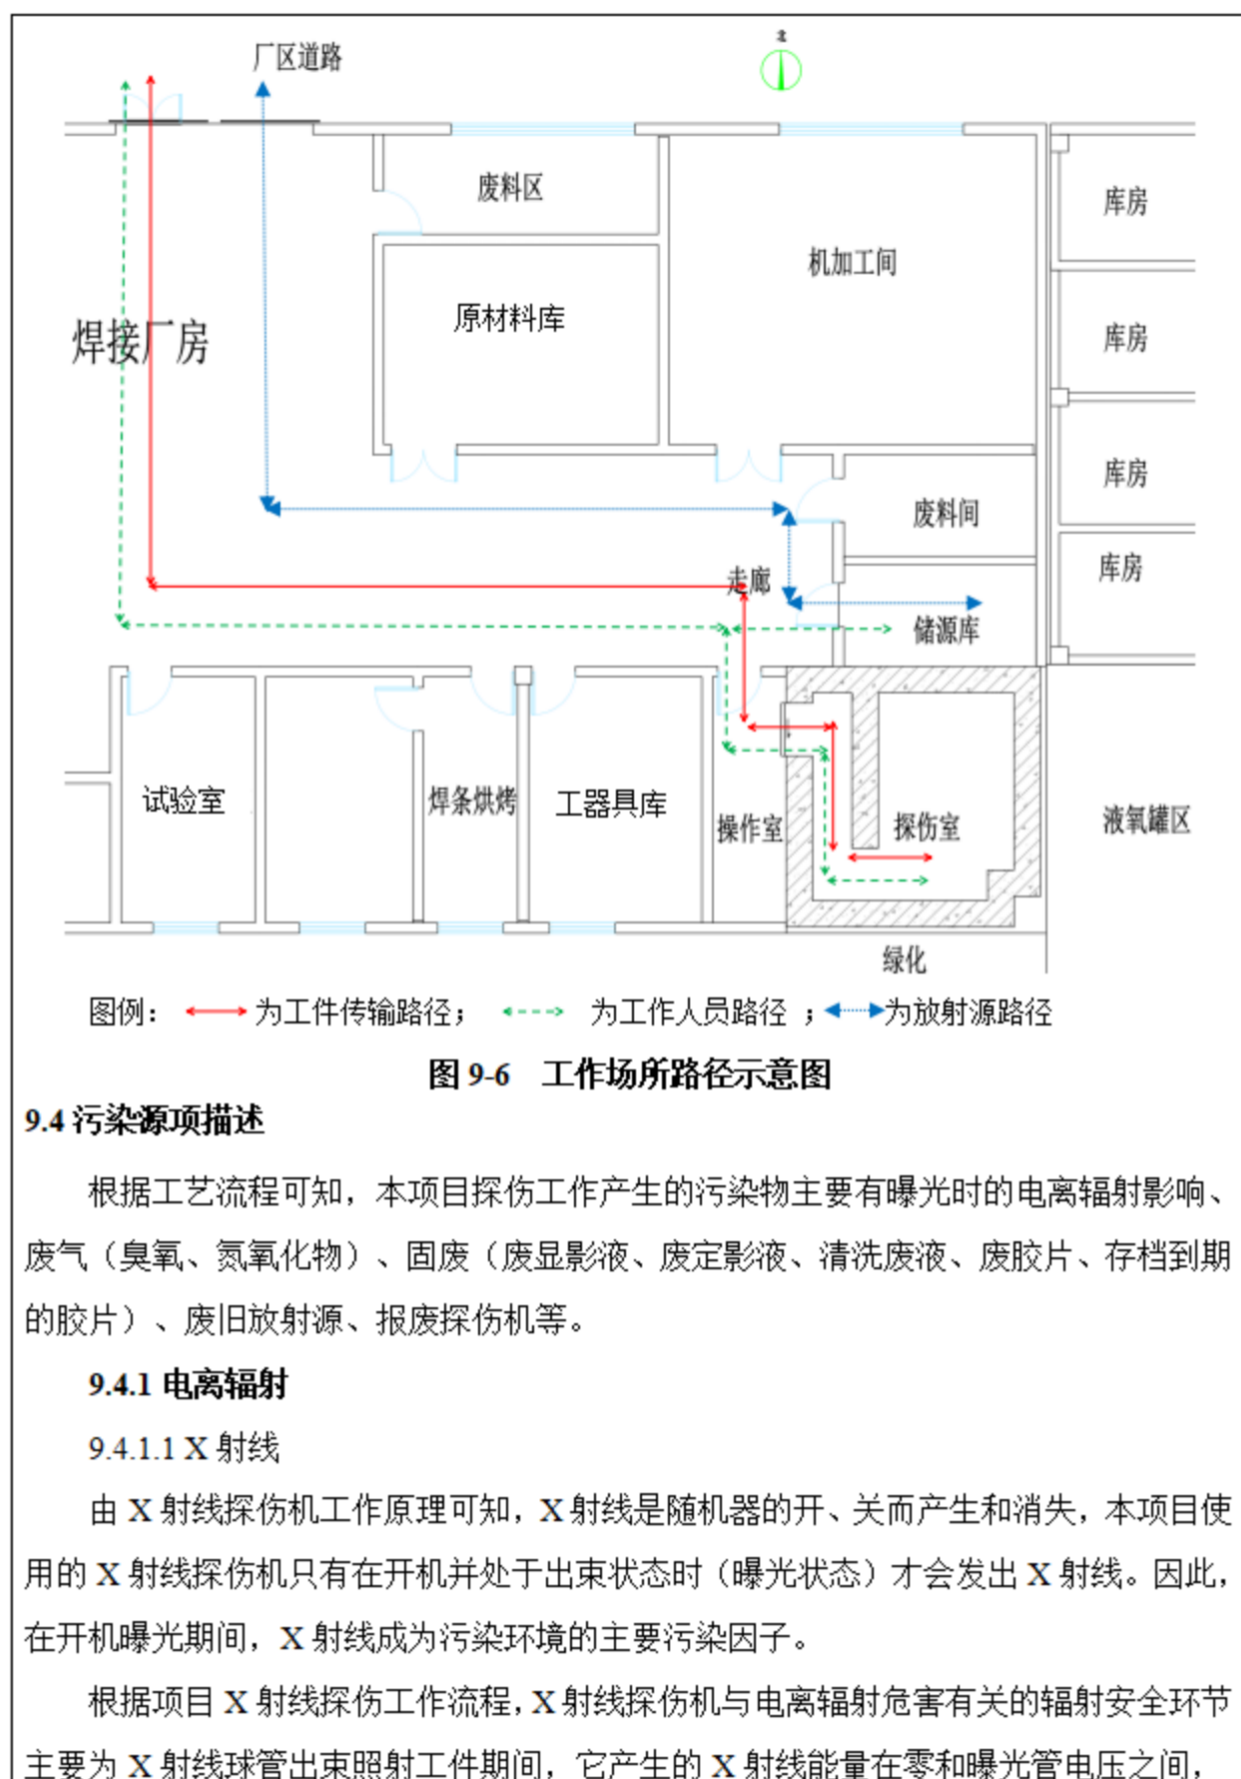 北
厂区道路
废料区
库房
机加工间
原材料库
焊接厂房
库房
库房
废料间
走廊
库房
储源库
试验室
焊条烘烤
工器具库
操作室
探伤室
液氧罐区
绿化
图例： 为工件传输路径； 为工作人员路径 ； 为放射源路径
图 9-6 工作场所路径示意图
9.4 污染源项描述
根据工艺流程可知，本项目探伤工作产生的污染物主要有曝光时的电离辐射影响、
废气（臭氧、氮氧化物）、固废（废显影液、废定影液、清洗废液、废胶片、存档到期
的胶片）、废旧放射源、报废探伤机等。
9.4.1 电离辐射
9.4.1.1 X 射线
由 X 射线探伤机工作原理可知，X 射线是随机器的开、关而产生和消失，本项目使
用的 X 射线探伤机只有在开机并处于出束状态时（曝光状态）才会发出 X 射线。因此，
在开机曝光期间，X 射线成为污染环境的主要污染因子。
根据项目 X 射线探伤工作流程，X 射线探伤机与电离辐射危害有关的辐射安全环节
主要为 X 射线球管出束照射工件期间，它产生的 X 射线能量在零和曝光管电压之间，